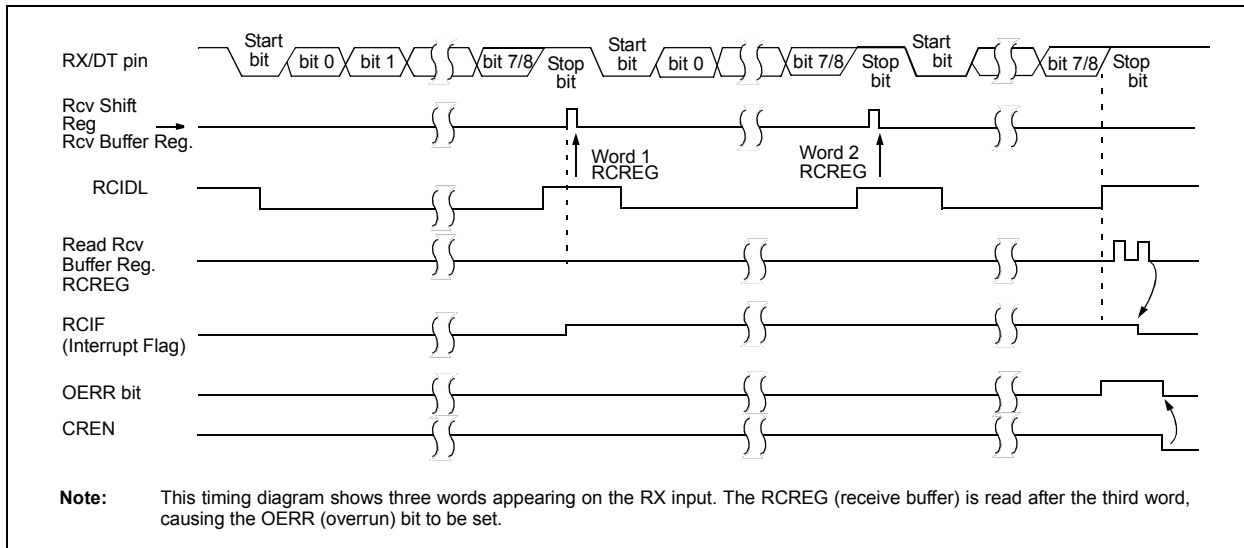 Start
bit
bit 0
bit 1
bit 7/8
Stop
bit
Start
bit
bit 0
bit 7/8
Stop
bit
Start
bit
bit 7/8
Stop
bit
RX/DT pin
Rcv Shift
Reg
Rcv Buffer Reg.
Word 1
RCREG
Word 2
RCREG
RCIDL
Read Rcv
Buffer Reg.
RCREG
RCIF
(Interrupt Flag)
OERR bit
CREN
Note: This timing diagram shows three words appearing on the RX input. The RCREG (receive buffer) is read after the third word,
causing the OERR (overrun) bit to be set.